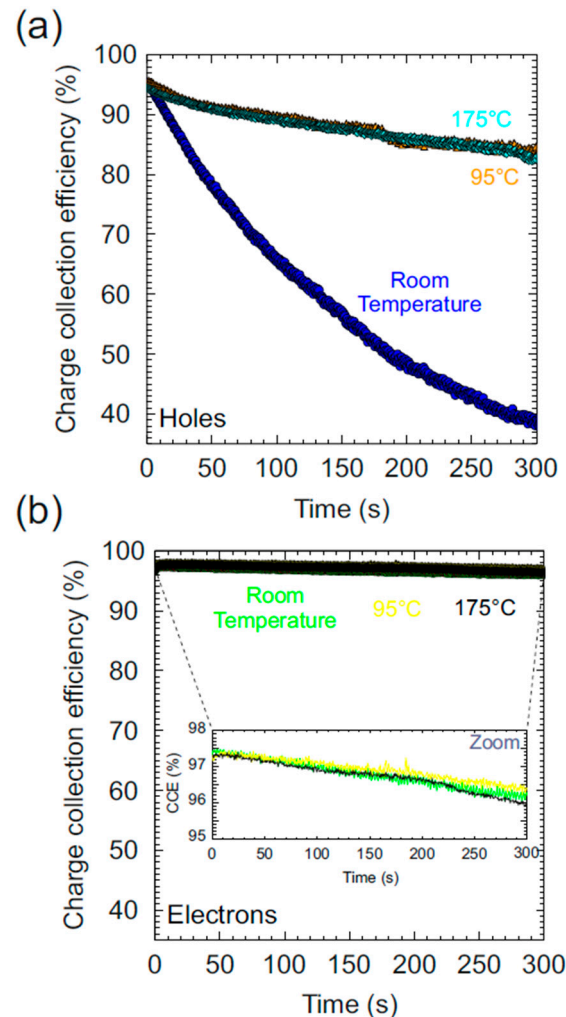 (a)
Charge collection efficiency (%)
100
90
80
70
60
50
40
175°C
95°C
Room
Temperature
Holes
0 50 100 150 200 250 300
Time (s)
(b)
Charge collection efficiency (%)
100
90
80
70
60
50
40
Room
Temperature
95°C
175°C
Zoom
CCE (%)
98
97
96
95
0 50 100 150 200 250 300
Time (s)
Electrons
0 50 100 150 200 250 300
Time (s)